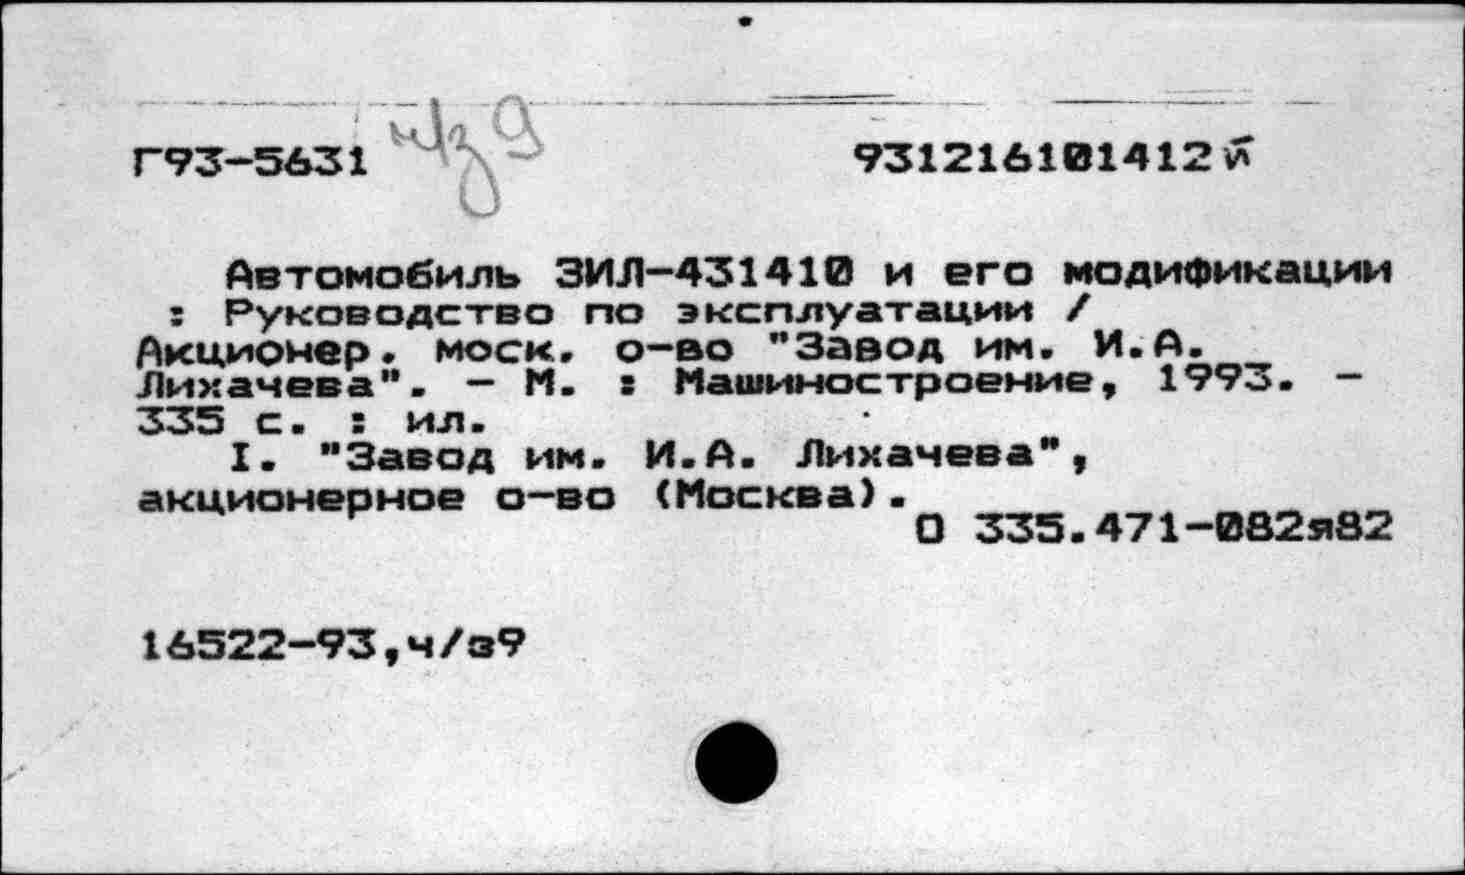 Г93-5631 ч/з9 931216101412й
Автомобиль ЗИЛ-431410 и его модификации
: Руководство по эксплуатации /
Акционер. моск. о-во "Завод им. И.А.
Лихачева". - М. : Машиностроение, 1993. -
335 с. : ил.
I. "Завод им. И.А. Лихачева",
акционерное о-во (Москва).
О 335.471-082я82
16522-93,ч/з9